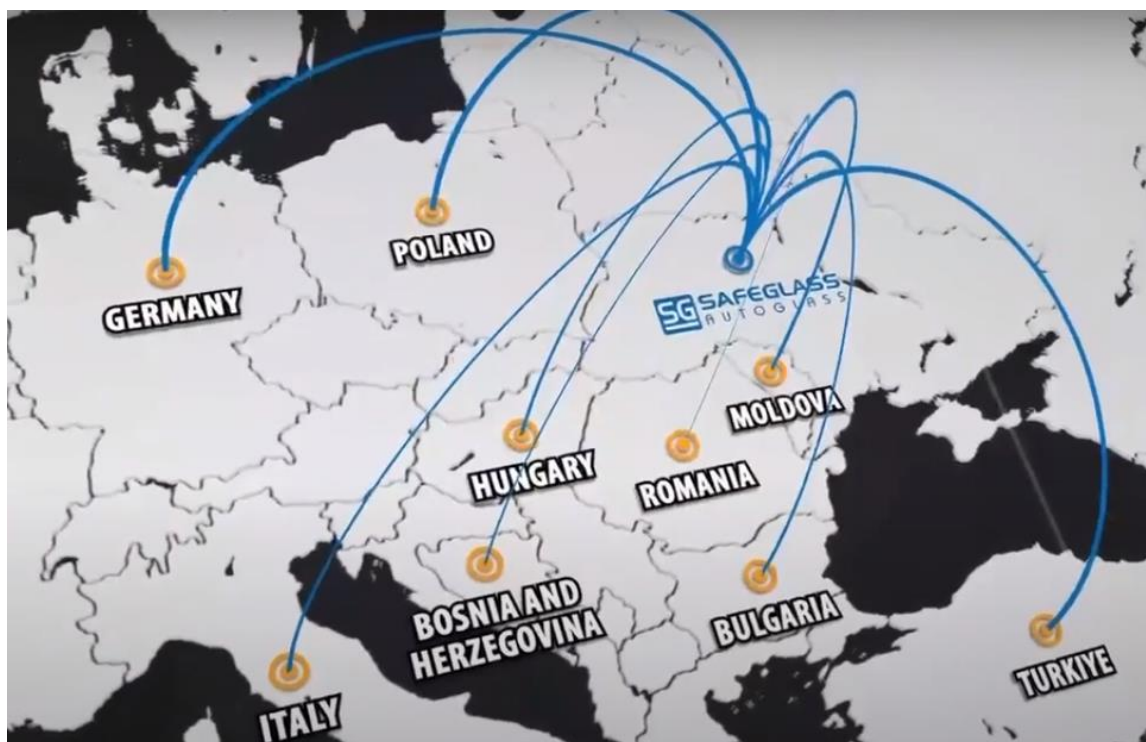 POLAND
GERMANY
SG SAFEGLASS
AUTOGLASS
MOLDOVA
HUNGARY
ROMANIA
BOSNIA AND
HERZEGOVINA
BULGARIA
TURKIYE
ITALY